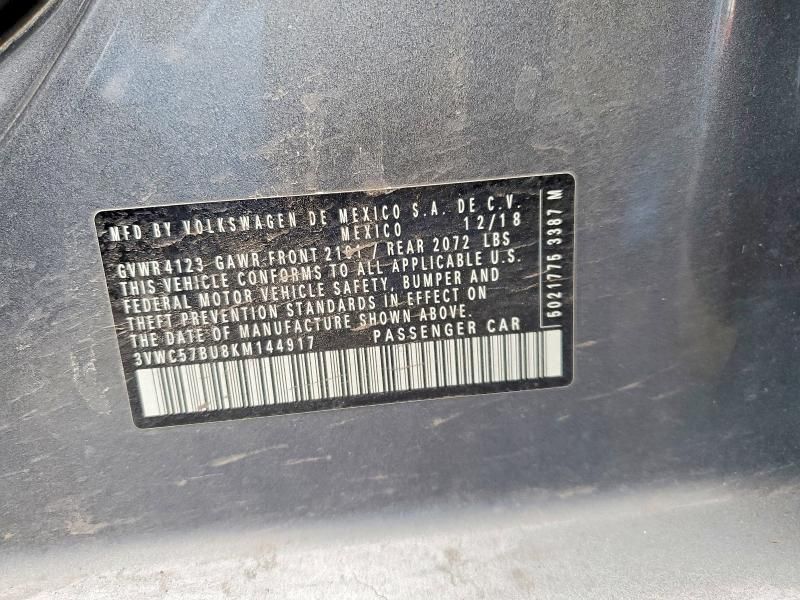 MFD BY VOLKSWAGEN DE MEXICO S.A. DE C.V.
MEXICO 12/18
GVWR 4123 GAWR FRONT 2101 / REAR 2072 LBS
THIS VEHICLE CONFORMS TO ALL APPLICABLE U.S.
FEDERAL MOTOR VEHICLE SAFETY, BUMPER AND
THEFT PREVENTION STANDARDS IN EFFECT ON
THE DATE OF MANUFACTURE SHOWN ABOVE.
3VWC57BU8KM144917 PASSENGER CAR
5021775 3387 M